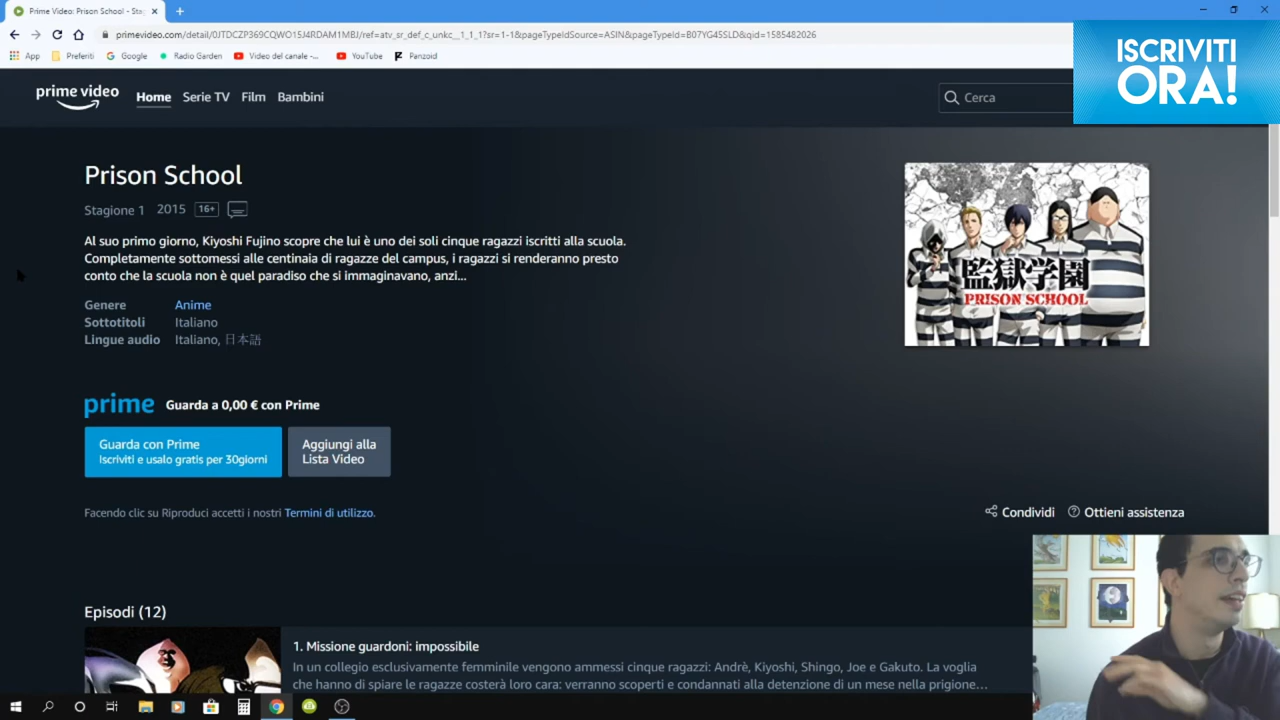 Prime Video: Prison School - Sta
primevideo.com/detail/0JTDCZP369CQWO15J4RDAM1MBJ/ref=atv_sr_def_c_unkc__1_1_1?sr=1-1&pageTypeIdSource=ASIN&pageTypeId=B07YG45SLD&qid=1585482026
App
Preferiti
Google
Radio Garden
Video del canale -...
YouTube
Panzoid
ISCRIVITI
ORA!
prime video
Home
Serie TV
Film
Bambini
Cerca
Prison School
Stagione 1 2015 16+
Al suo primo giorno, Kiyoshi Fujino scopre che lui è uno dei soli cinque ragazzi iscritti alla scuola.
Completamente sottomessi alle centinaia di ragazze del campus, i ragazzi si renderanno presto
conto che la scuola non è quel paradiso che si immaginavano, anzi...
Genere Anime
Sottotitoli Italiano
Lingue audio Italiano, 日本語
監獄学園
PRISON SCHOOL
prime Guarda a 0,00 € con Prime
Guarda con Prime
Iscriviti e usalo gratis per 30giorni
Aggiungi alla
Lista Video
Facendo clic su Riproduci accetti i nostri Termini di utilizzo.
Condividi
Ottieni assistenza
Episodi (12)
1. Missione guardoni: impossibile
In un collegio esclusivamente femminile vengono ammessi cinque ragazzi: Andrè, Kiyoshi, Shingo, Joe e Gakuto. La voglia
che hanno di spiare le ragazze costerà loro cara: verranno scoperti e condannati alla detenzione di un mese nella prigione...